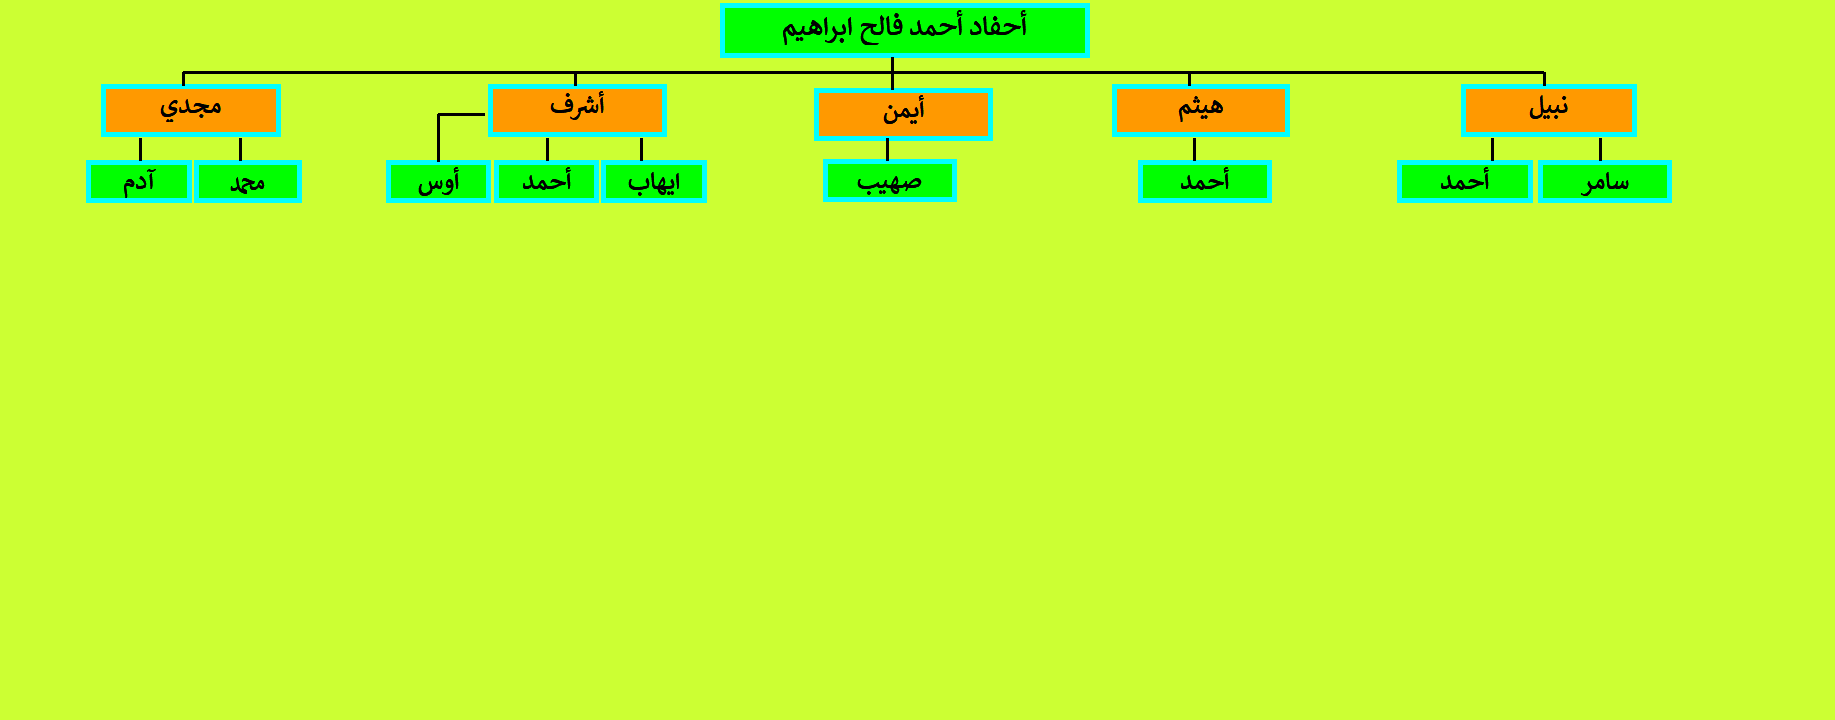 أحفاد أحمد فالح ابراهيم
نبيل
هيثم
أيمن
أشرف
مجدي
سامر
أحمد
أحمد
صهيب
ايهاب
أحمد
أوس
محمد
آدم